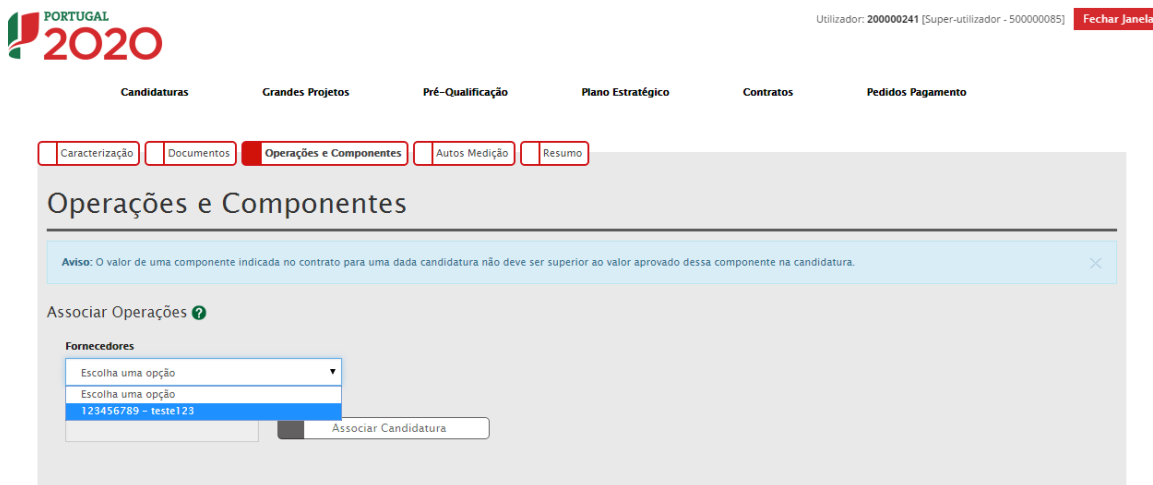 PORTUGAL
2020
Utilizador: 200000241 [Super-utilizador - 500000085]
Fechar Janela
Candidaturas
Grandes Projetos
Pré-Qualificação
Plano Estratégico
Contratos
Pedidos Pagamento
Caracterização
Documentos
Operações e Componentes
Autos Medição
Resumo
Operações e Componentes
Aviso: O valor de uma componente indicada no contrato para uma dada candidatura não deve ser superior ao valor aprovado dessa componente na candidatura.
Associar Operações ?
Fornecedores
Escolha uma opção
Escolha uma opção
123456789 - teste123
Associar Candidatura